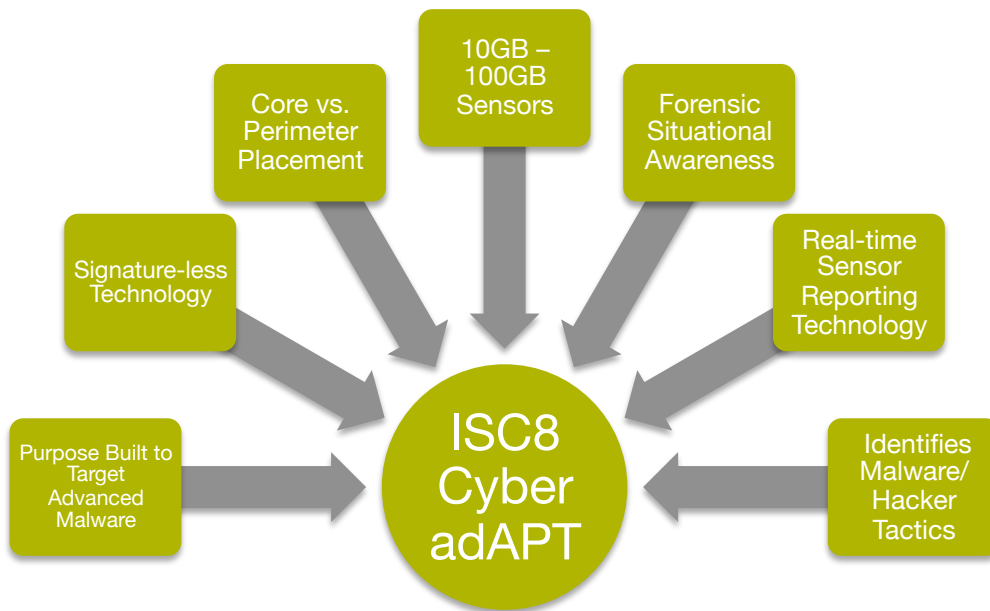 10GB –
100GB
Sensors
Core vs.
Perimeter
Placement
Forensic
Situational
Awareness
Signature-less
Technology
Real-time
Sensor
Reporting
Technology
Purpose Built to
Target
Advanced
Malware
ISC8
Cyber
adAPT
Identifies
Malware/
Hacker
Tactics